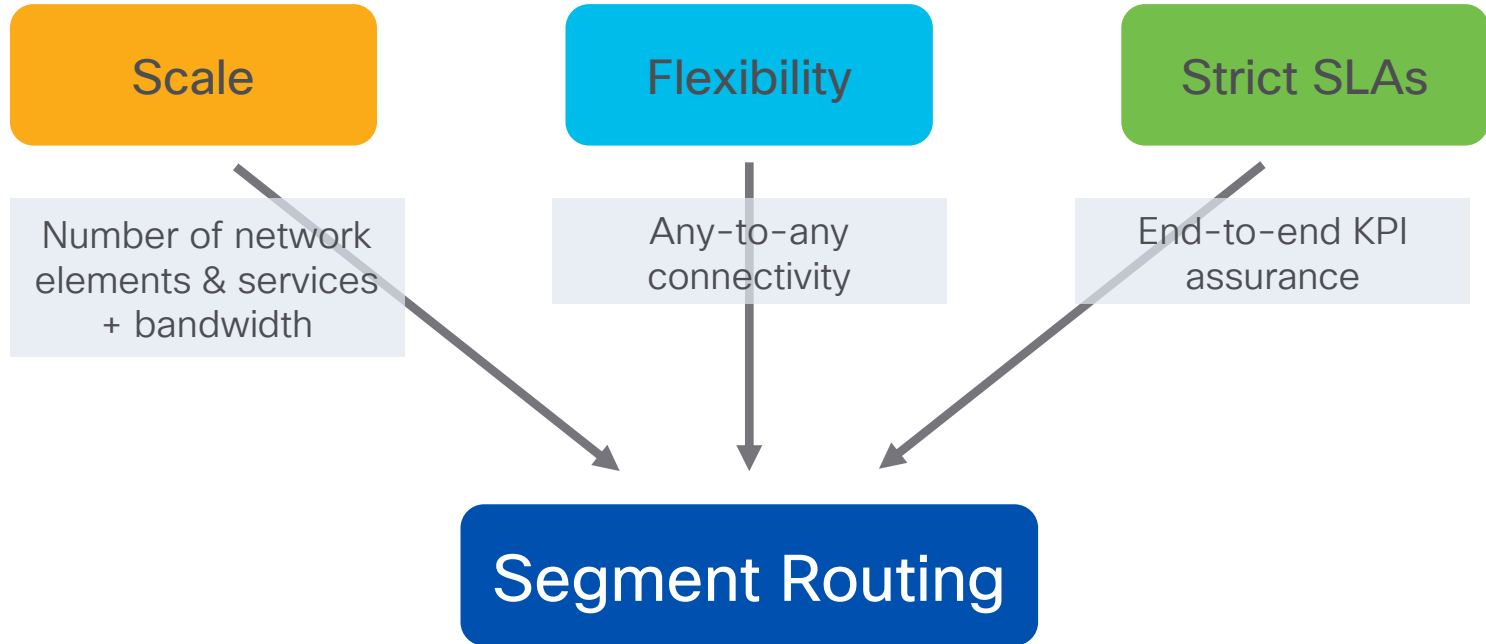 Scale
Flexibility
Strict SLAs
Number of network
elements & services
+ bandwidth
Any-to-any
connectivity
End-to-end KPI
assurance
Segment Routing